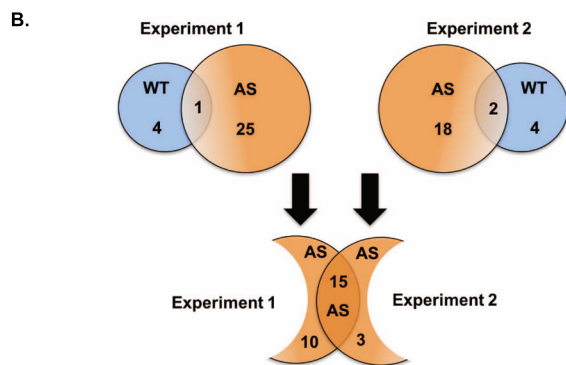 B.
Experiment 1
Experiment 2
WT
4
1
AS
25
AS
18
2
WT
4
AS
AS
15
AS
Experiment 1
Experiment 2
10
3